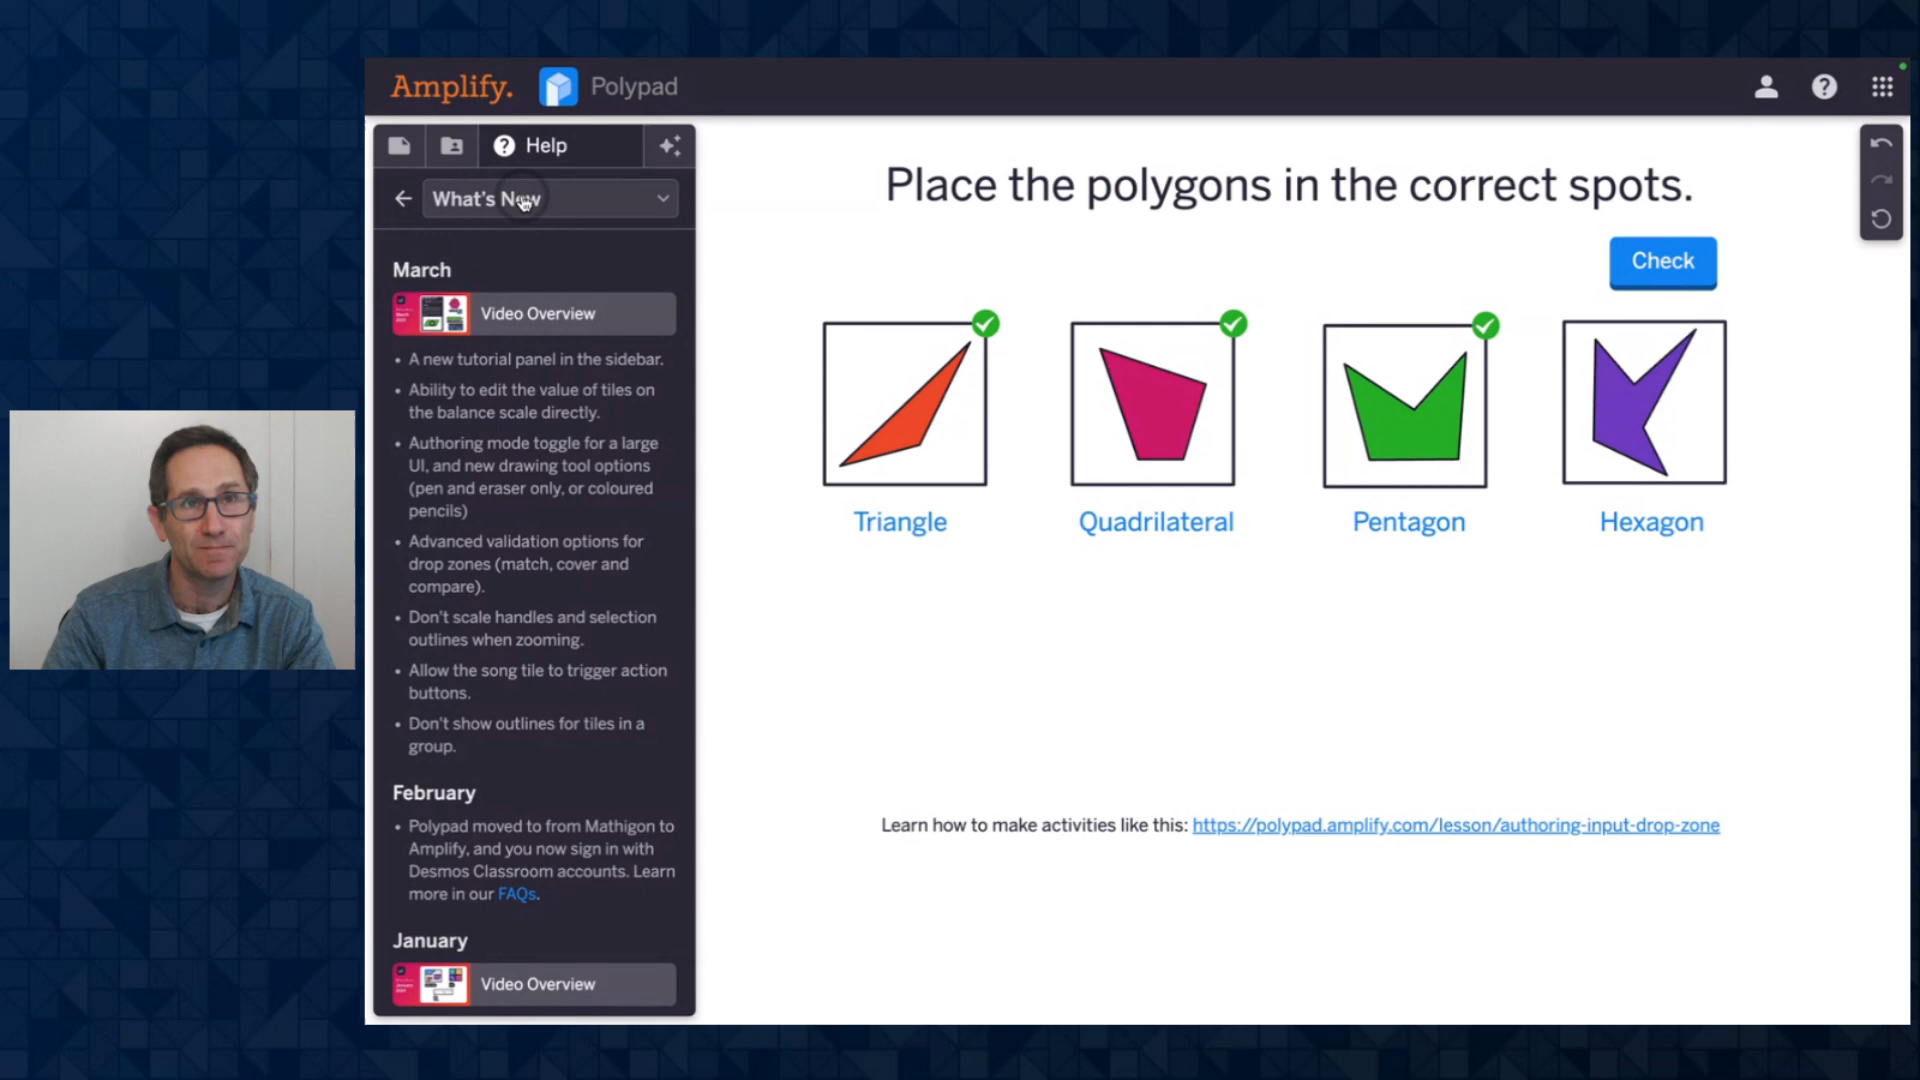 Amplify. Polypad
Help
What's New
March
Video Overview
• A new tutorial panel in the sidebar.
• Ability to edit the value of tiles on
the balance scale directly.
• Authoring mode toggle for a large
UI, and new drawing tool options
(pen and eraser only, or coloured
pencils)
• Advanced validation options for
drop zones (match, cover and
compare).
• Don't scale handles and selection
outlines when zooming.
• Allow the song tile to trigger action
buttons.
• Don't show outlines for tiles in a
group.
February
• Polypad moved to from Mathigon to
Amplify, and you now sign in with
Desmos Classroom accounts. Learn
more in our FAQs.
January
Video Overview
Place the polygons in the correct spots.
Check
Triangle
Quadrilateral
Pentagon
Hexagon
Learn how to make activities like this: https://polypad.amplify.com/lesson/authoring-input-drop-zone